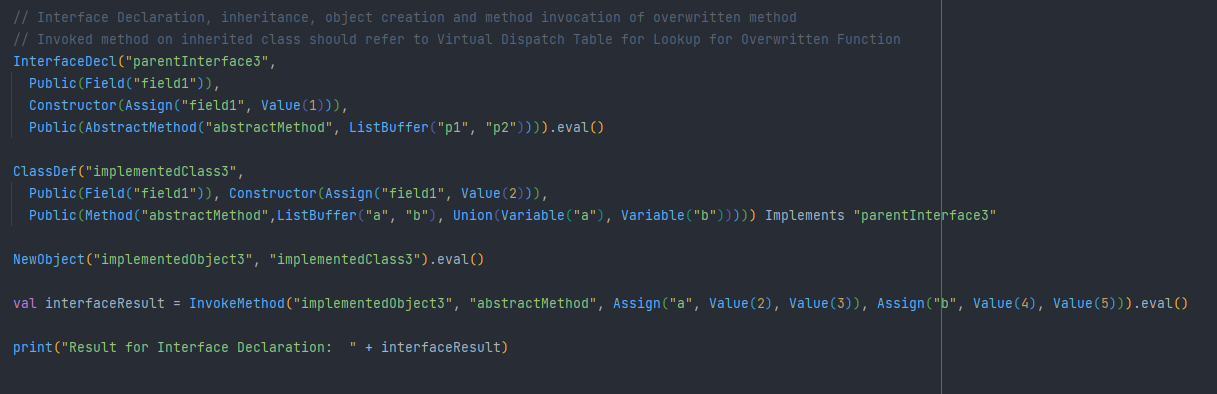 // Interface Declaration, inheritance, object creation and method invocation of overwritten method
// Invoked method on inherited class should refer to Virtual Dispatch Table for Lookup for Overwritten Function
InterfaceDecl("parentInterface3",
  Public(Field("field1")),
  Constructor(Assign("field1", Value(1))),
  Public(AbstractMethod("abstractMethod", ListBuffer("p1", "p2")))).eval()

ClassDef("implementedClass3",
  Public(Field("field1")), Constructor(Assign("field1", Value(2))),
  Public(Method("abstractMethod",ListBuffer("a", "b"), Union(Variable("a"), Variable("b"))))) Implements "parentInterface3"

NewObject("implementedObject3", "implementedClass3").eval()

val interfaceResult = InvokeMethod("implementedObject3", "abstractMethod", Assign("a", Value(2), Value(3)), Assign("b", Value(4), Value(5))).eval()

print("Result for Interface Declaration:  " + interfaceResult)